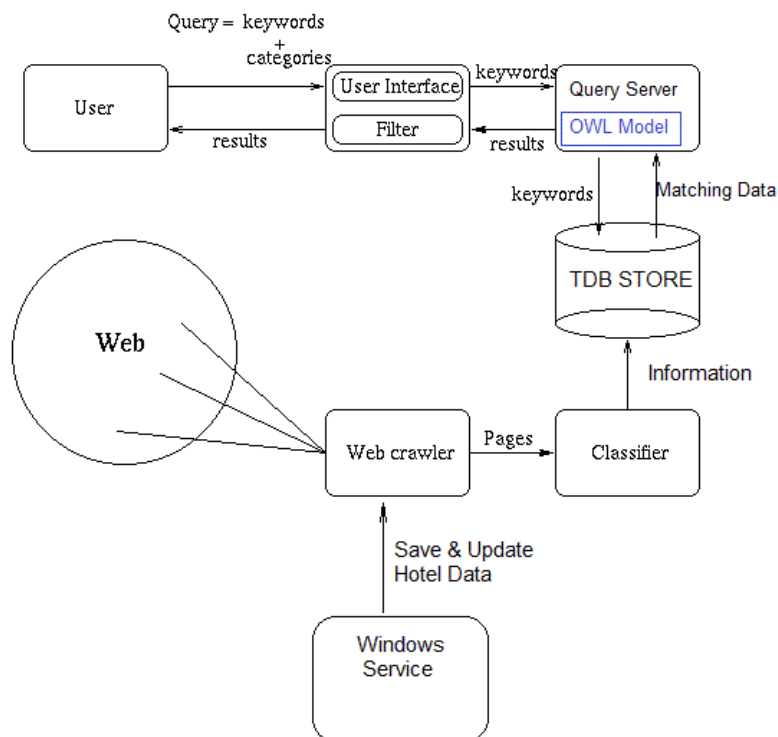 Query = keywords
+
categories
User
User Interface
Filter
keywords
results
results
Query Server
OWL Model
keywords
Matching Data
TDB STORE
Web
Information
Web crawler
Pages
Classifier
Save & Update
Hotel Data
Windows
Service